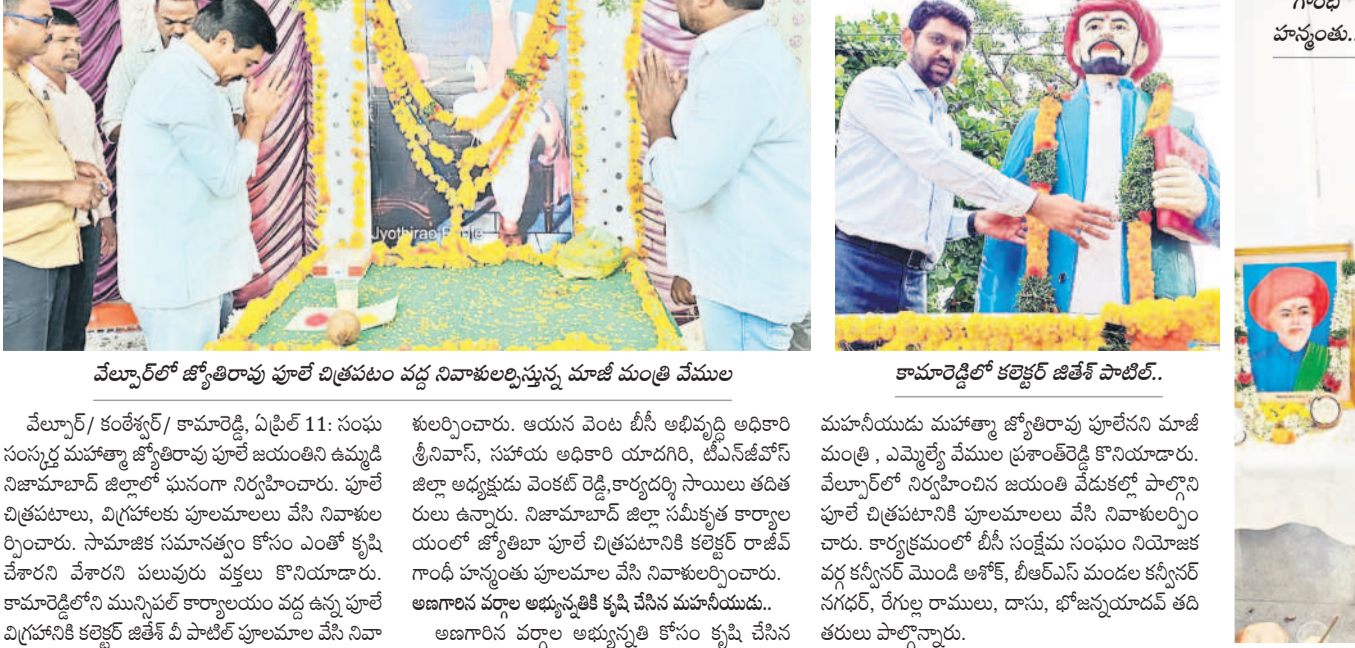 Jyothirao
గాంధీ
హన్మంతు..
వేల్పూర్‌లో జ్యోతిరావు ఫూలే చిత్రపటం వద్ద నివాళులర్పిస్తున్న మాజీ మంత్రి వేముల
కామారెడ్డిలో కలెక్టర్ జితేశ్ పాటిల్..
వేల్పూర్/ కంఠేశ్వర్/ కామారెడ్డి, ఏప్రిల్ 11: సంఘ
సంస్కర్త మహాత్మా జ్యోతిరావు ఫూలే జయంతిని ఉమ్మడి
నిజామాబాద్ జిల్లాలో ఘనంగా నిర్వహించారు. ఫూలే
చిత్రపటాలు, విగ్రహాలకు పూలమాలలు వేసి నివాళుల
ర్పించారు. సామాజిక సమానత్వం కోసం ఎంతో కృషి
చేశారని వేశారని పలువురు వక్తలు కొనియాడారు.
కామారెడ్డిలోని మున్సిపల్ కార్యాలయం వద్ద ఉన్న ఫూలే
విగ్రహానికి కలెక్టర్ జితేశ్ వీ పాటిల్ పూలమాల వేసి నివా
ళులర్పించారు. ఆయన వెంట బీసీ అభివృద్ధి అధికారి
శ్రీనివాస్, సహాయ అధికారి యాదగిరి, టీఎన్‌జీవోస్
జిల్లా అధ్యక్షుడు వెంకట్ రెడ్డి,కార్యదర్శి సాయిలు తదిత
రులు ఉన్నారు. నిజామాబాద్ జిల్లా సమీకృత కార్యాల
యంలో జ్యోతిబా ఫూలే చిత్రపటానికి కలెక్టర్ రాజీవ్
గాంధీ హన్మంతు పూలమాల వేసి నివాళులర్పించారు.
అణగారిన వర్గాల అభ్యున్నతికి కృషి చేసిన మహనీయుడు..
అణగారిన వర్గాల అభ్యున్నతి కోసం కృషి చేసిన
మహనీయుడు మహాత్మా జ్యోతిరావు ఫూలేనని మాజీ
మంత్రి , ఎమ్మెల్యే వేముల ప్రశాంత్‌రెడ్డి కొనియాడారు.
వేల్పూర్‌లో నిర్వహించిన జయంతి వేడుకల్లో పాల్గొని
ఫూలే చిత్రపటానికి పూలమాలలు వేసి నివాళులర్పిం
చారు. కార్యక్రమంలో బీసీ సంక్షేమ సంఘం నియోజక
వర్గ కన్వీనర్ మొండి అశోక్, బీఆర్ఎస్ మండల కన్వీనర్
నగధర్, రేగుల్ల రాములు, దాసు, భోజన్నయాదవ్ తది
తరులు పాల్గొన్నారు.